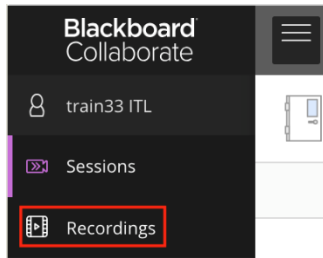 Blackboard
Collaborate
train33 ITL
Sessions
Recordings